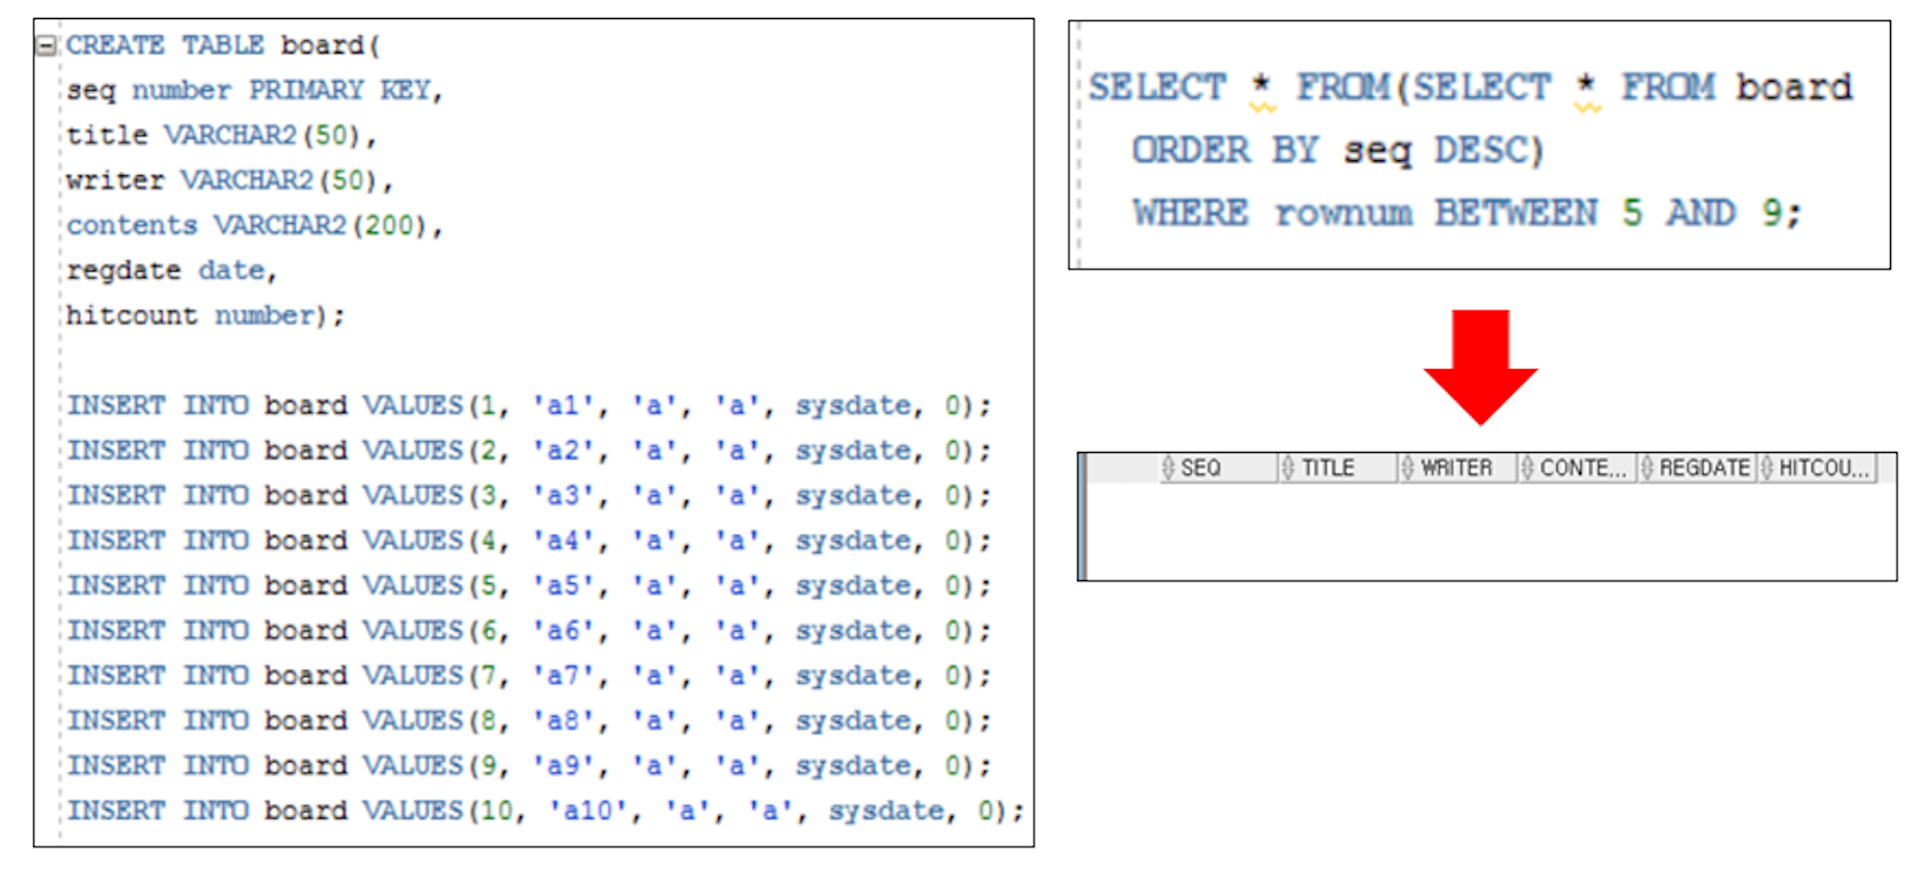 CREATE TABLE board(
seq number PRIMARY KEY,
title VARCHAR2(50),
writer VARCHAR2(50),
contents VARCHAR2(200),
regdate date,
hitcount number);
INSERT INTO board VALUES(1, 'a1', 'a', 'a', sysdate, 0);
INSERT INTO board VALUES(2, 'a2', 'a', 'a', sysdate, 0);
INSERT INTO board VALUES(3, 'a3', 'a', 'a', sysdate, 0);
INSERT INTO board VALUES(4, 'a4', 'a', 'a', sysdate, 0);
INSERT INTO board VALUES(5, 'a5', 'a', 'a', sysdate, 0);
INSERT INTO board VALUES(6, 'a6', 'a', 'a', sysdate, 0);
INSERT INTO board VALUES(7, 'a7', 'a', 'a', sysdate, 0);
INSERT INTO board VALUES(8, 'a8', 'a', 'a', sysdate, 0);
INSERT INTO board VALUES(9, 'a9', 'a', 'a', sysdate, 0);
INSERT INTO board VALUES(10, 'a10', 'a', 'a', sysdate, 0);
SELECT * FROM(SELECT * FROM board
ORDER BY seq DESC)
WHERE rownum BETWEEN 5 AND 9;
SEQ TITLE WRITER CONTE... REGDATE HITCOU...